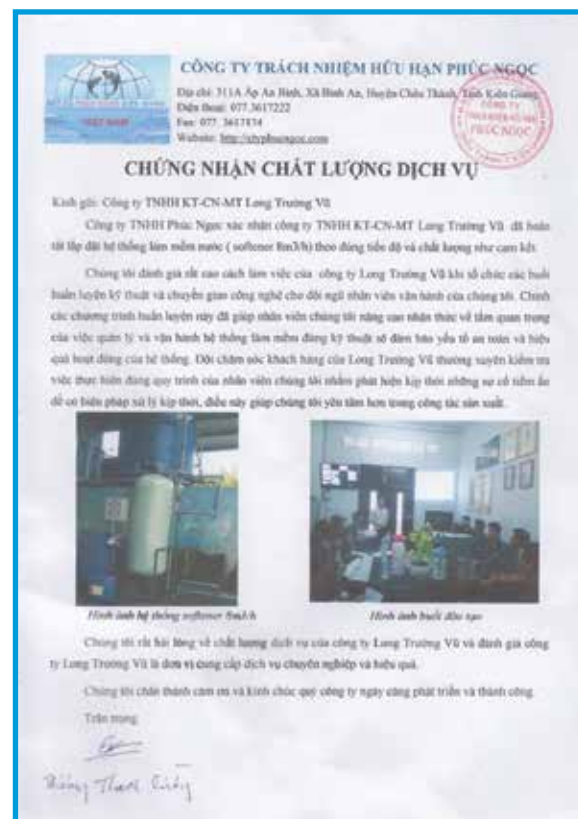 VIỆT NAM
CÔNG TY TRÁCH NHIỆM HỮU HẠN PHÚC NGỌC
Địa chỉ: 311A Ấp An Bình, Xã Bình An, Huyện Châu Thành, Tỉnh Kiên Giang
Điện thoại: 077.3617222
Fax: 077. 3617174
Website: http://ctyphucngoc.com
CÔNG TY
PHÚC NGỌC
CHỨNG NHẬN CHẤT LƯỢNG DỊCH VỤ
Kính gửi: Công ty TNHH KT-CN-MT Long Trường Vũ
Công ty TNHH Phúc Ngọc xác nhận công ty TNHH KT-CN-MT Long Trường Vũ đã hoàn
tất lắp đặt hệ thống làm mềm nước ( softener 8m3/h) theo đúng tiến độ và chất lượng như cam kết.
Chúng tôi đánh giá rất cao cách làm việc của công ty Long Trường Vũ khi tổ chức các buổi
huấn luyện kỹ thuật và chuyển giao công nghệ cho đội ngũ nhân viên vận hành của chúng tôi. Chính
các chương trình huấn luyện này đã giúp nhân viên chúng tôi nâng cao nhận thức về tầm quan trọng
của việc quản lý và vận hành hệ thống làm mềm đúng kỹ thuật sẽ đảm bảo yếu tố an toàn và hiệu
quả hoạt động của hệ thống. Đội chăm sóc khách hàng của Long Trường Vũ thường xuyên kiểm tra
việc thực hiện đúng quy trình của nhân viên chúng tôi nhằm phát hiện kịp thời những sự cố tiềm ẩn
để có biện pháp xử lý kịp thời, điều này giúp chúng tôi yên tâm hơn trong công tác sản xuất.
Hình ảnh hệ thống softener 8m3/h
Hình ảnh buổi đào tạo
Chúng tôi rất hài lòng về chất lượng dịch vụ của công ty Long Trường Vũ và đánh giá công
ty Long Trường Vũ là đơn vị cung cấp dịch vụ chuyên nghiệp và hiệu quả.
Chúng tôi chân thành cảm ơn và kính chúc quý công ty ngày càng phát triển và thành công.
Trân trọng